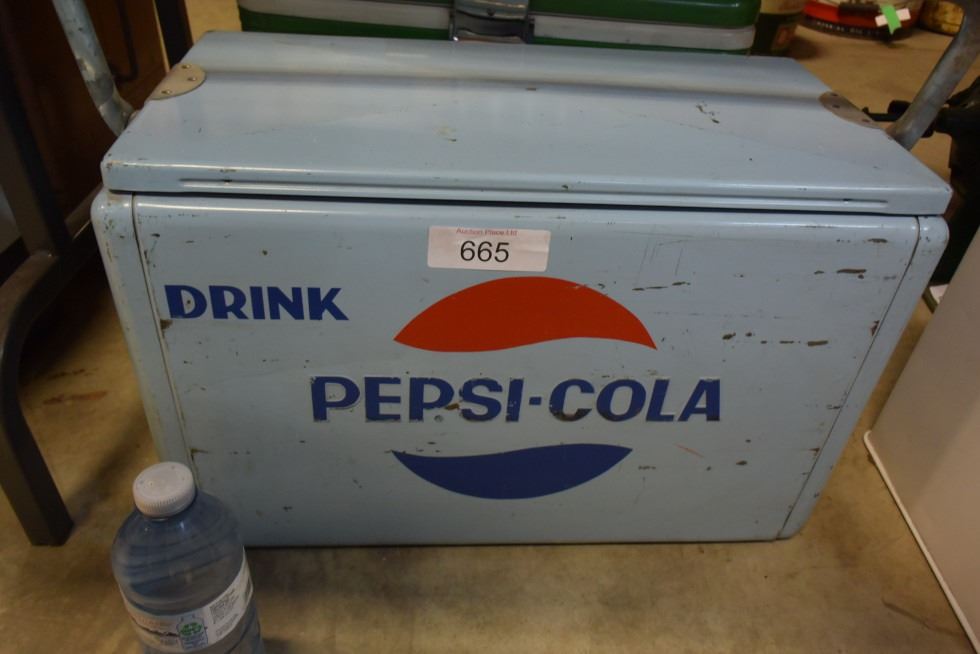 Auction Place Ltd
665
DRINK
PEPSI-COLA